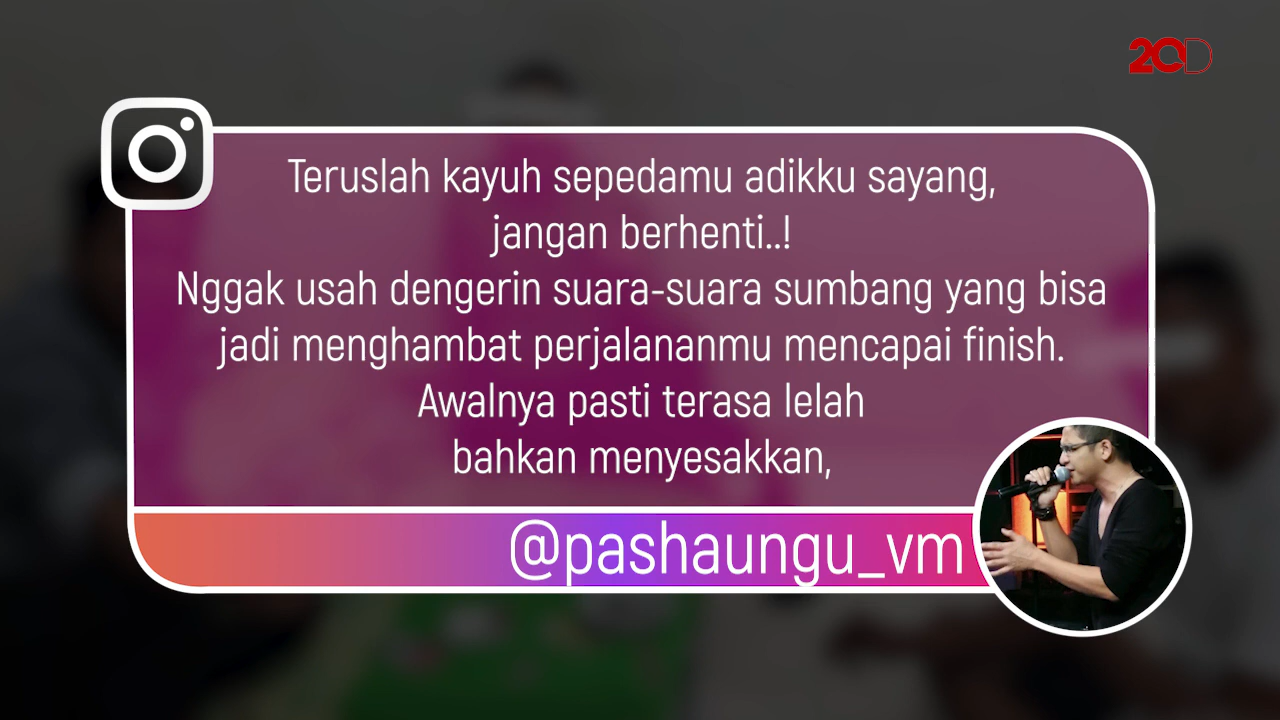 20D
Teruslah kayuh sepedamu adikku sayang,
jangan berhenti..!
Nggak usah dengerin suara-suara sumbang yang bisa
jadi menghambat perjalananmu mencapai finish.
Awalnya pasti terasa lelah
bahkan menyesakkan,
@pashaungu_vm